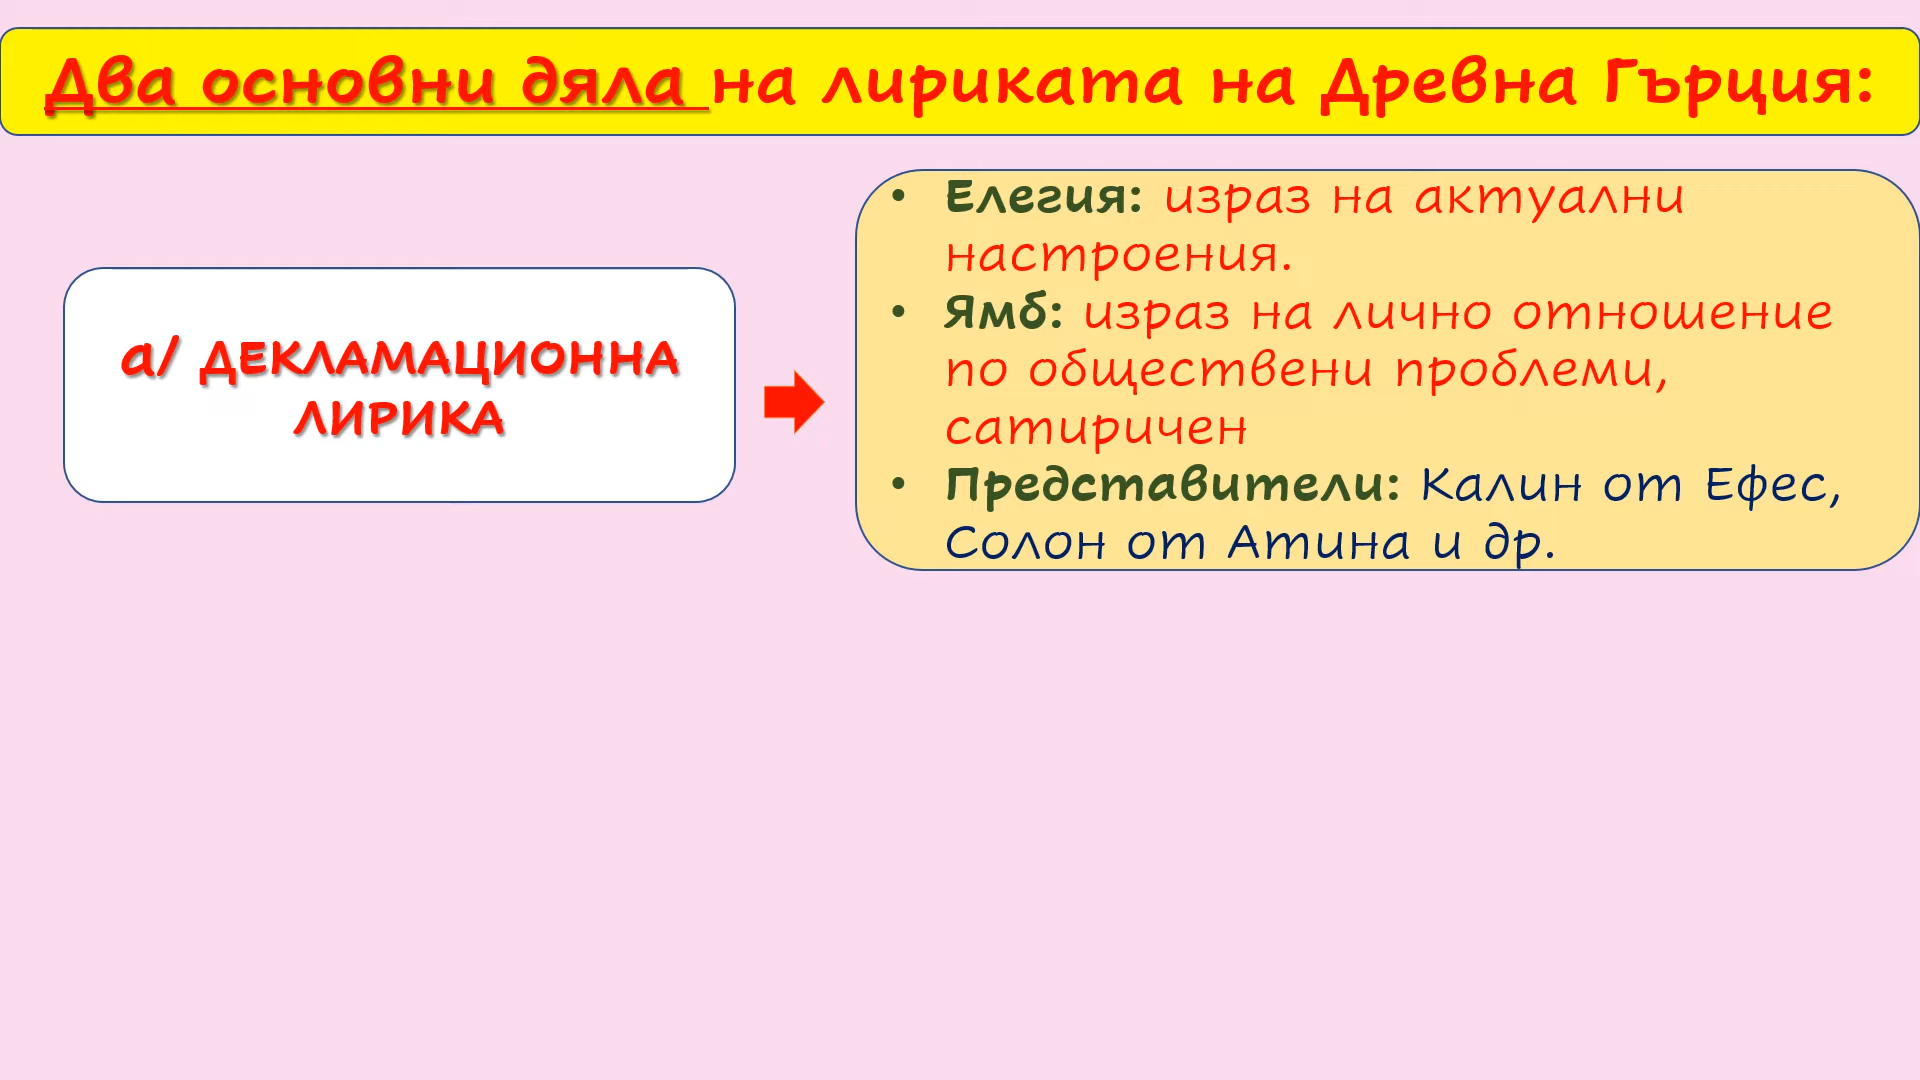 Два основни дяла на лириката на Древна Гърция:
а/ ДЕКЛАМАЦИОННА
ЛИРИКА
• Елегия: израз на актуални
настроения.
• Ямб: израз на лично отношение
по обществени проблеми,
сатиричен
• Представители: Калин от Ефес,
Солон от Атина и др.